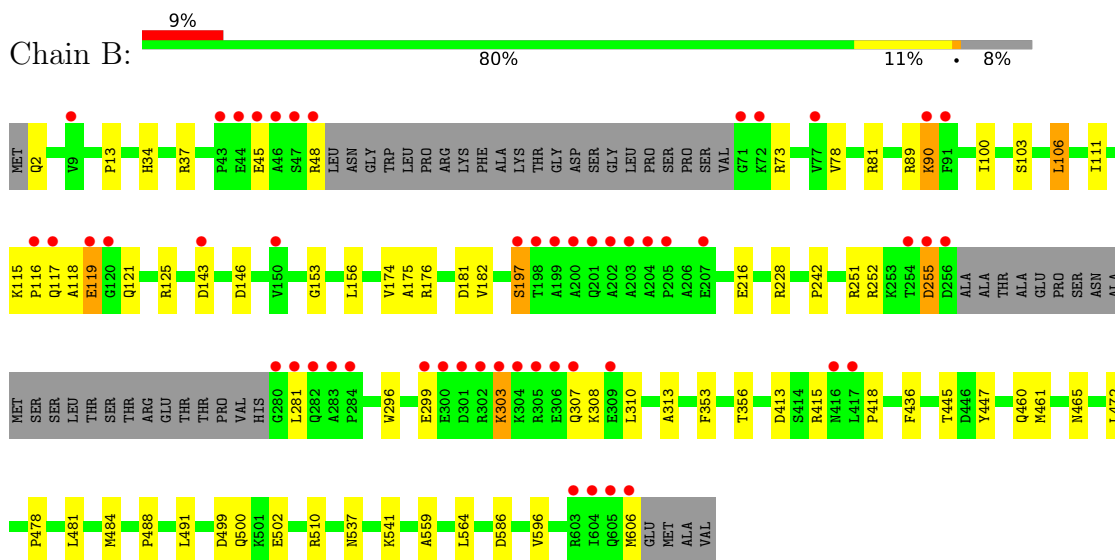 9%
Chain B:
80% 11% • 8%
MET Q2 V9 P13 H34 R37 P43 E44 E45 A46 S47 R48 LEU ASN GLY TRP LEU PRO ARG LYS PHE ALA LYS THR GLY ASP SER GLY LEU PRO SER PRO SER VAL G71 K72 R73 V77 V78 R81 R89 K90 F91 I100 S103 L106 I111
K115 P116 Q117 A118 E119 G120 Q121 R125 D143 D146 V150 G153 L156 V174 A175 R176 D181 V182 S197 T198 A199 A200 Q201 A202 A203 A204 P205 A206 E207 E216 R228 P242 R251 R252 K253 T254 D255 D256 ALA ALA THR ALA GLU PRO SER ASN ALA
MET SER SER LEU THR SER THR ARG GLU THR THR PRO VAL HIS G280 L281 Q282 A283 P284 W296 E299 E300 D301 R302 K303 K304 R305 E306 Q307 K308 E309 L310 A313 F353 T356 D413 S414 R415 N416 L417 P418 F436 T445 D446 Y447 Q460 M461 N465
P478 L481 M484 P488 L491 D499 Q500 K501 E502 R510 N537 K541 A559 L564 D586 V596 R603 I604 Q605 M606 GLU MET ALA VAL